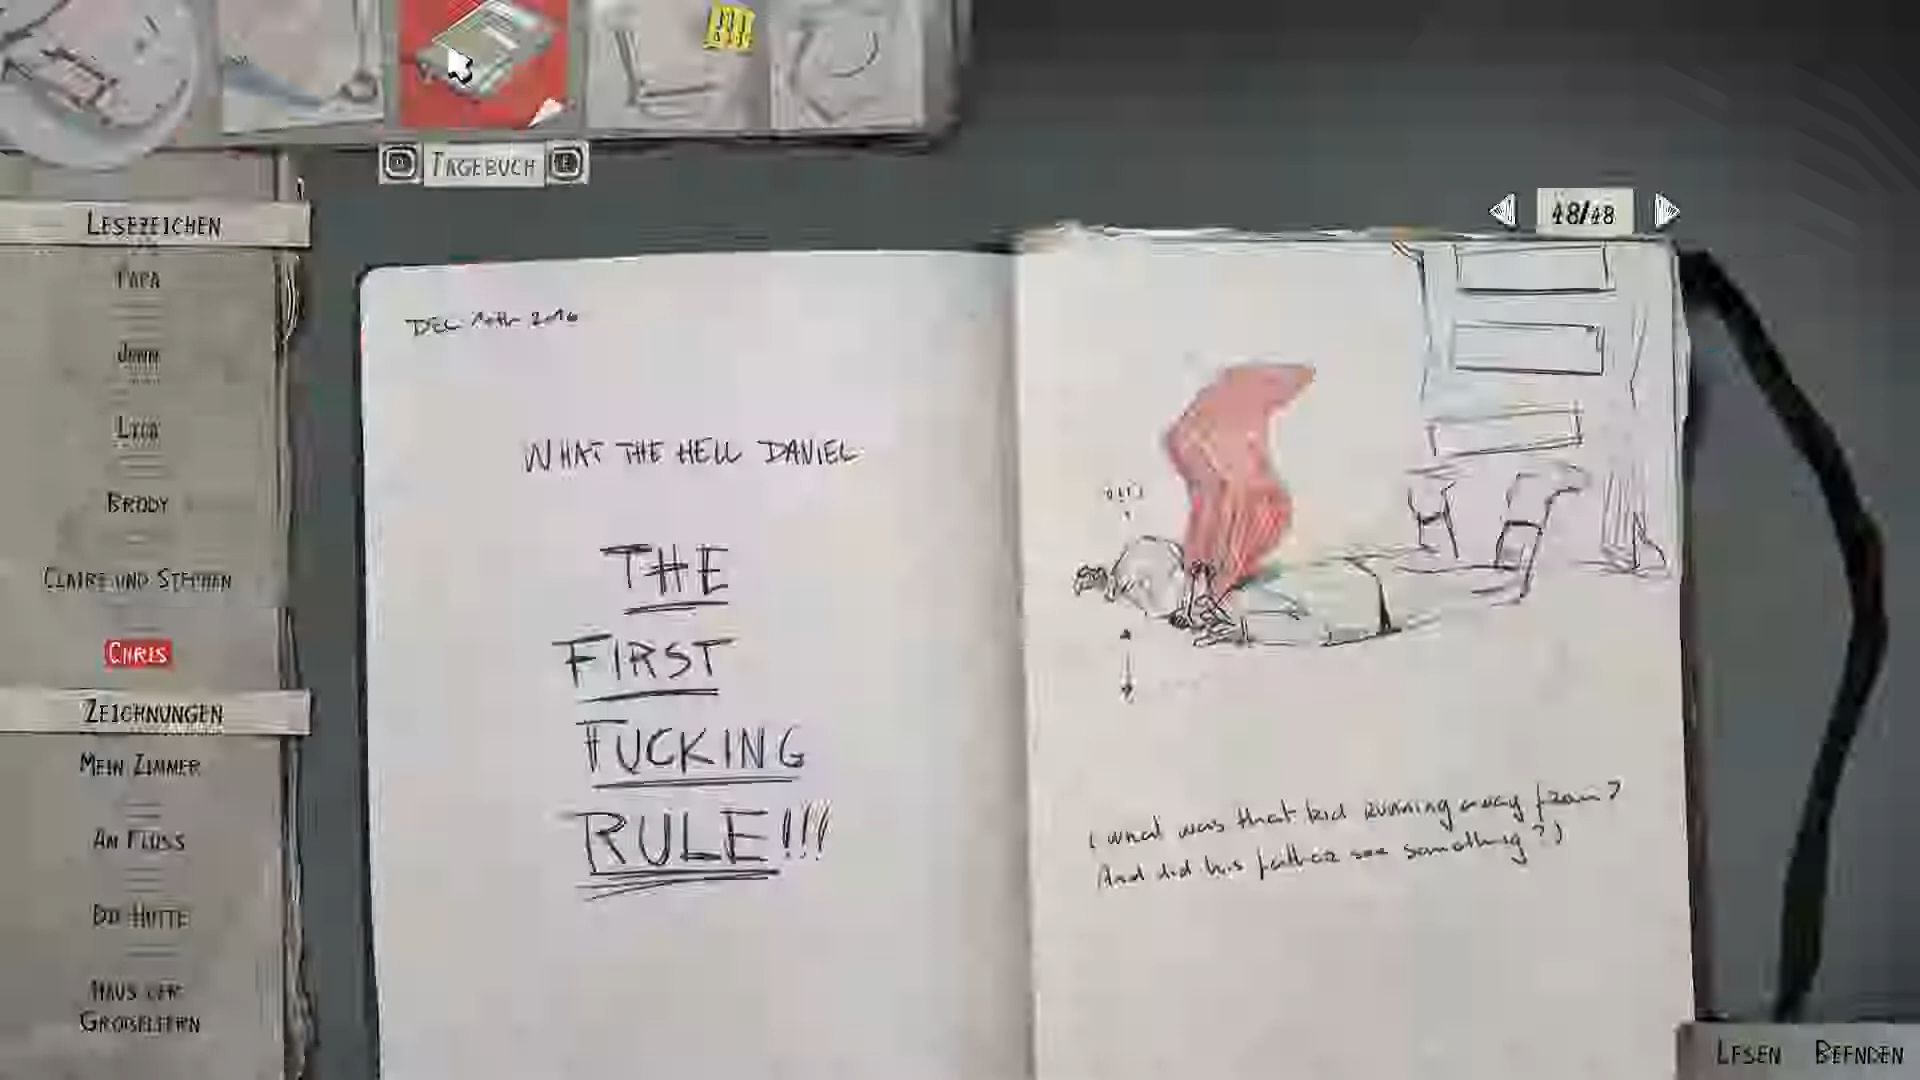 TAGEBUCH
48/48
LESEZEICHEN
PAPA
LYLA
BRODY
CLAIRE UND STEPHEN
CHRIS
ZEICHNUNGEN
MEIN ZIMMER
AM FLUSS
DIE HÜTTE
HAUS DER
GROßELTERN
DEC 2016
WHAT THE HELL DANIEL
THE
FIRST
FUCKING
RULE!!!
(what was that kid running away from?
And did his father see something?)
LESEN BEENDEN